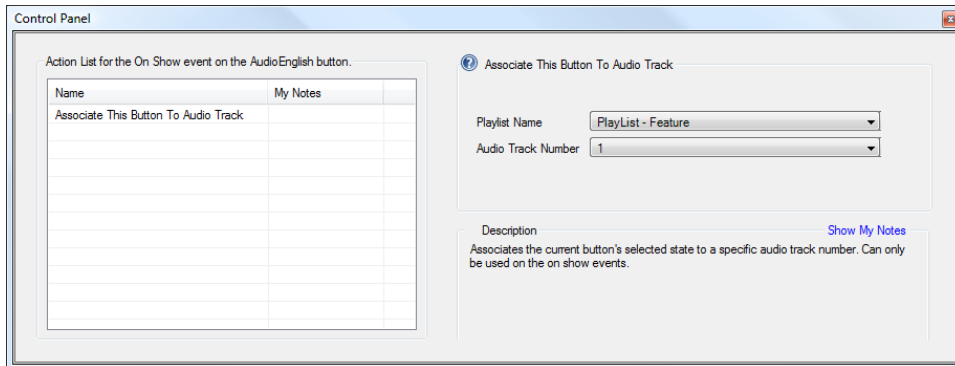 Control Panel
Action List for the On Show event on the AudioEnglish button.
Name My Notes
Associate This Button To Audio Track
Associate This Button To Audio Track
Playlist Name PlayList - Feature
Audio Track Number 1
Description Show My Notes
Associates the current button's selected state to a specific audio track number. Can only
be used on the on show events.